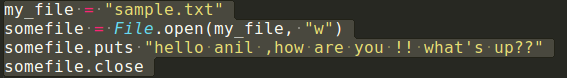 my_file = "sample.txt"
somefile = File.open(my_file, "w")
somefile.puts "hello anil ,how are you !! what's up??"
somefile.close